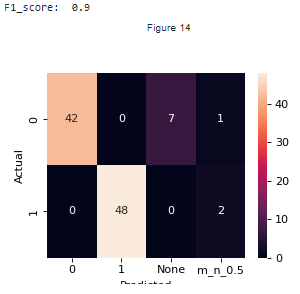 F1_score:  0.9
Figure 14
0 42 0 7 1
Actual
1 0 48 0 2
0 1 None m_n_0.5
Predicted
40
30
20
10
0